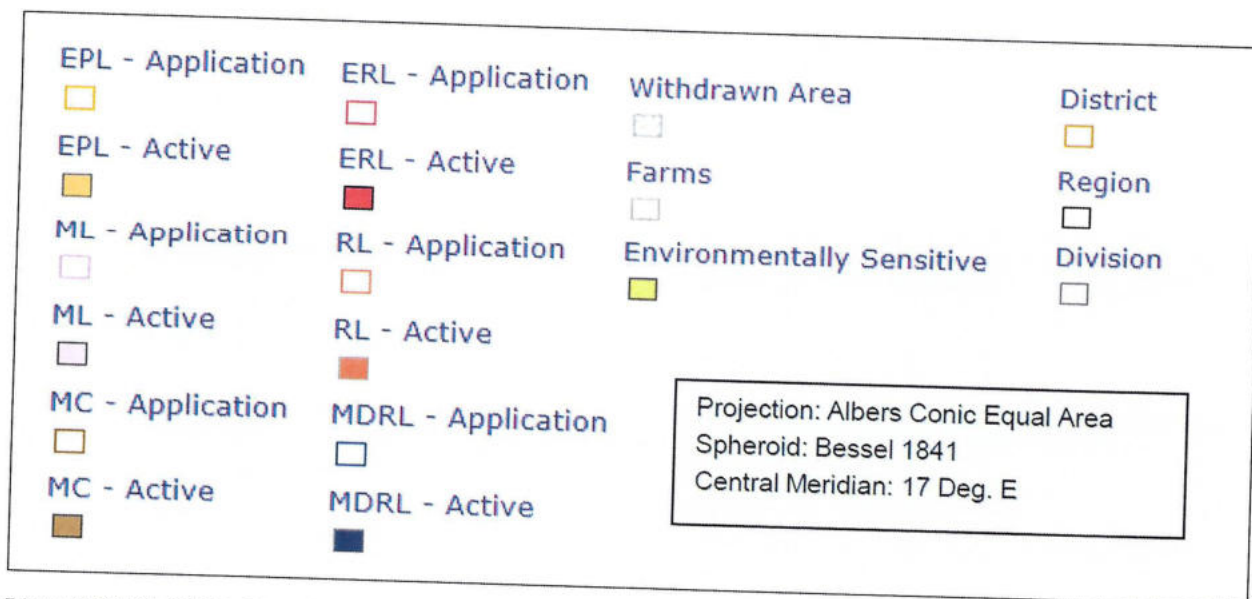 EPL - Application
EPL - Active
ML - Application
ML - Active
MC - Application
MC - Active
ERL - Application
ERL - Active
RL - Application
RL - Active
MDRL - Application
MDRL - Active
Withdrawn Area
Farms
Environmentally Sensitive
District
Region
Division
Projection: Albers Conic Equal Area
Spheroid: Bessel 1841
Central Meridian: 17 Deg. E